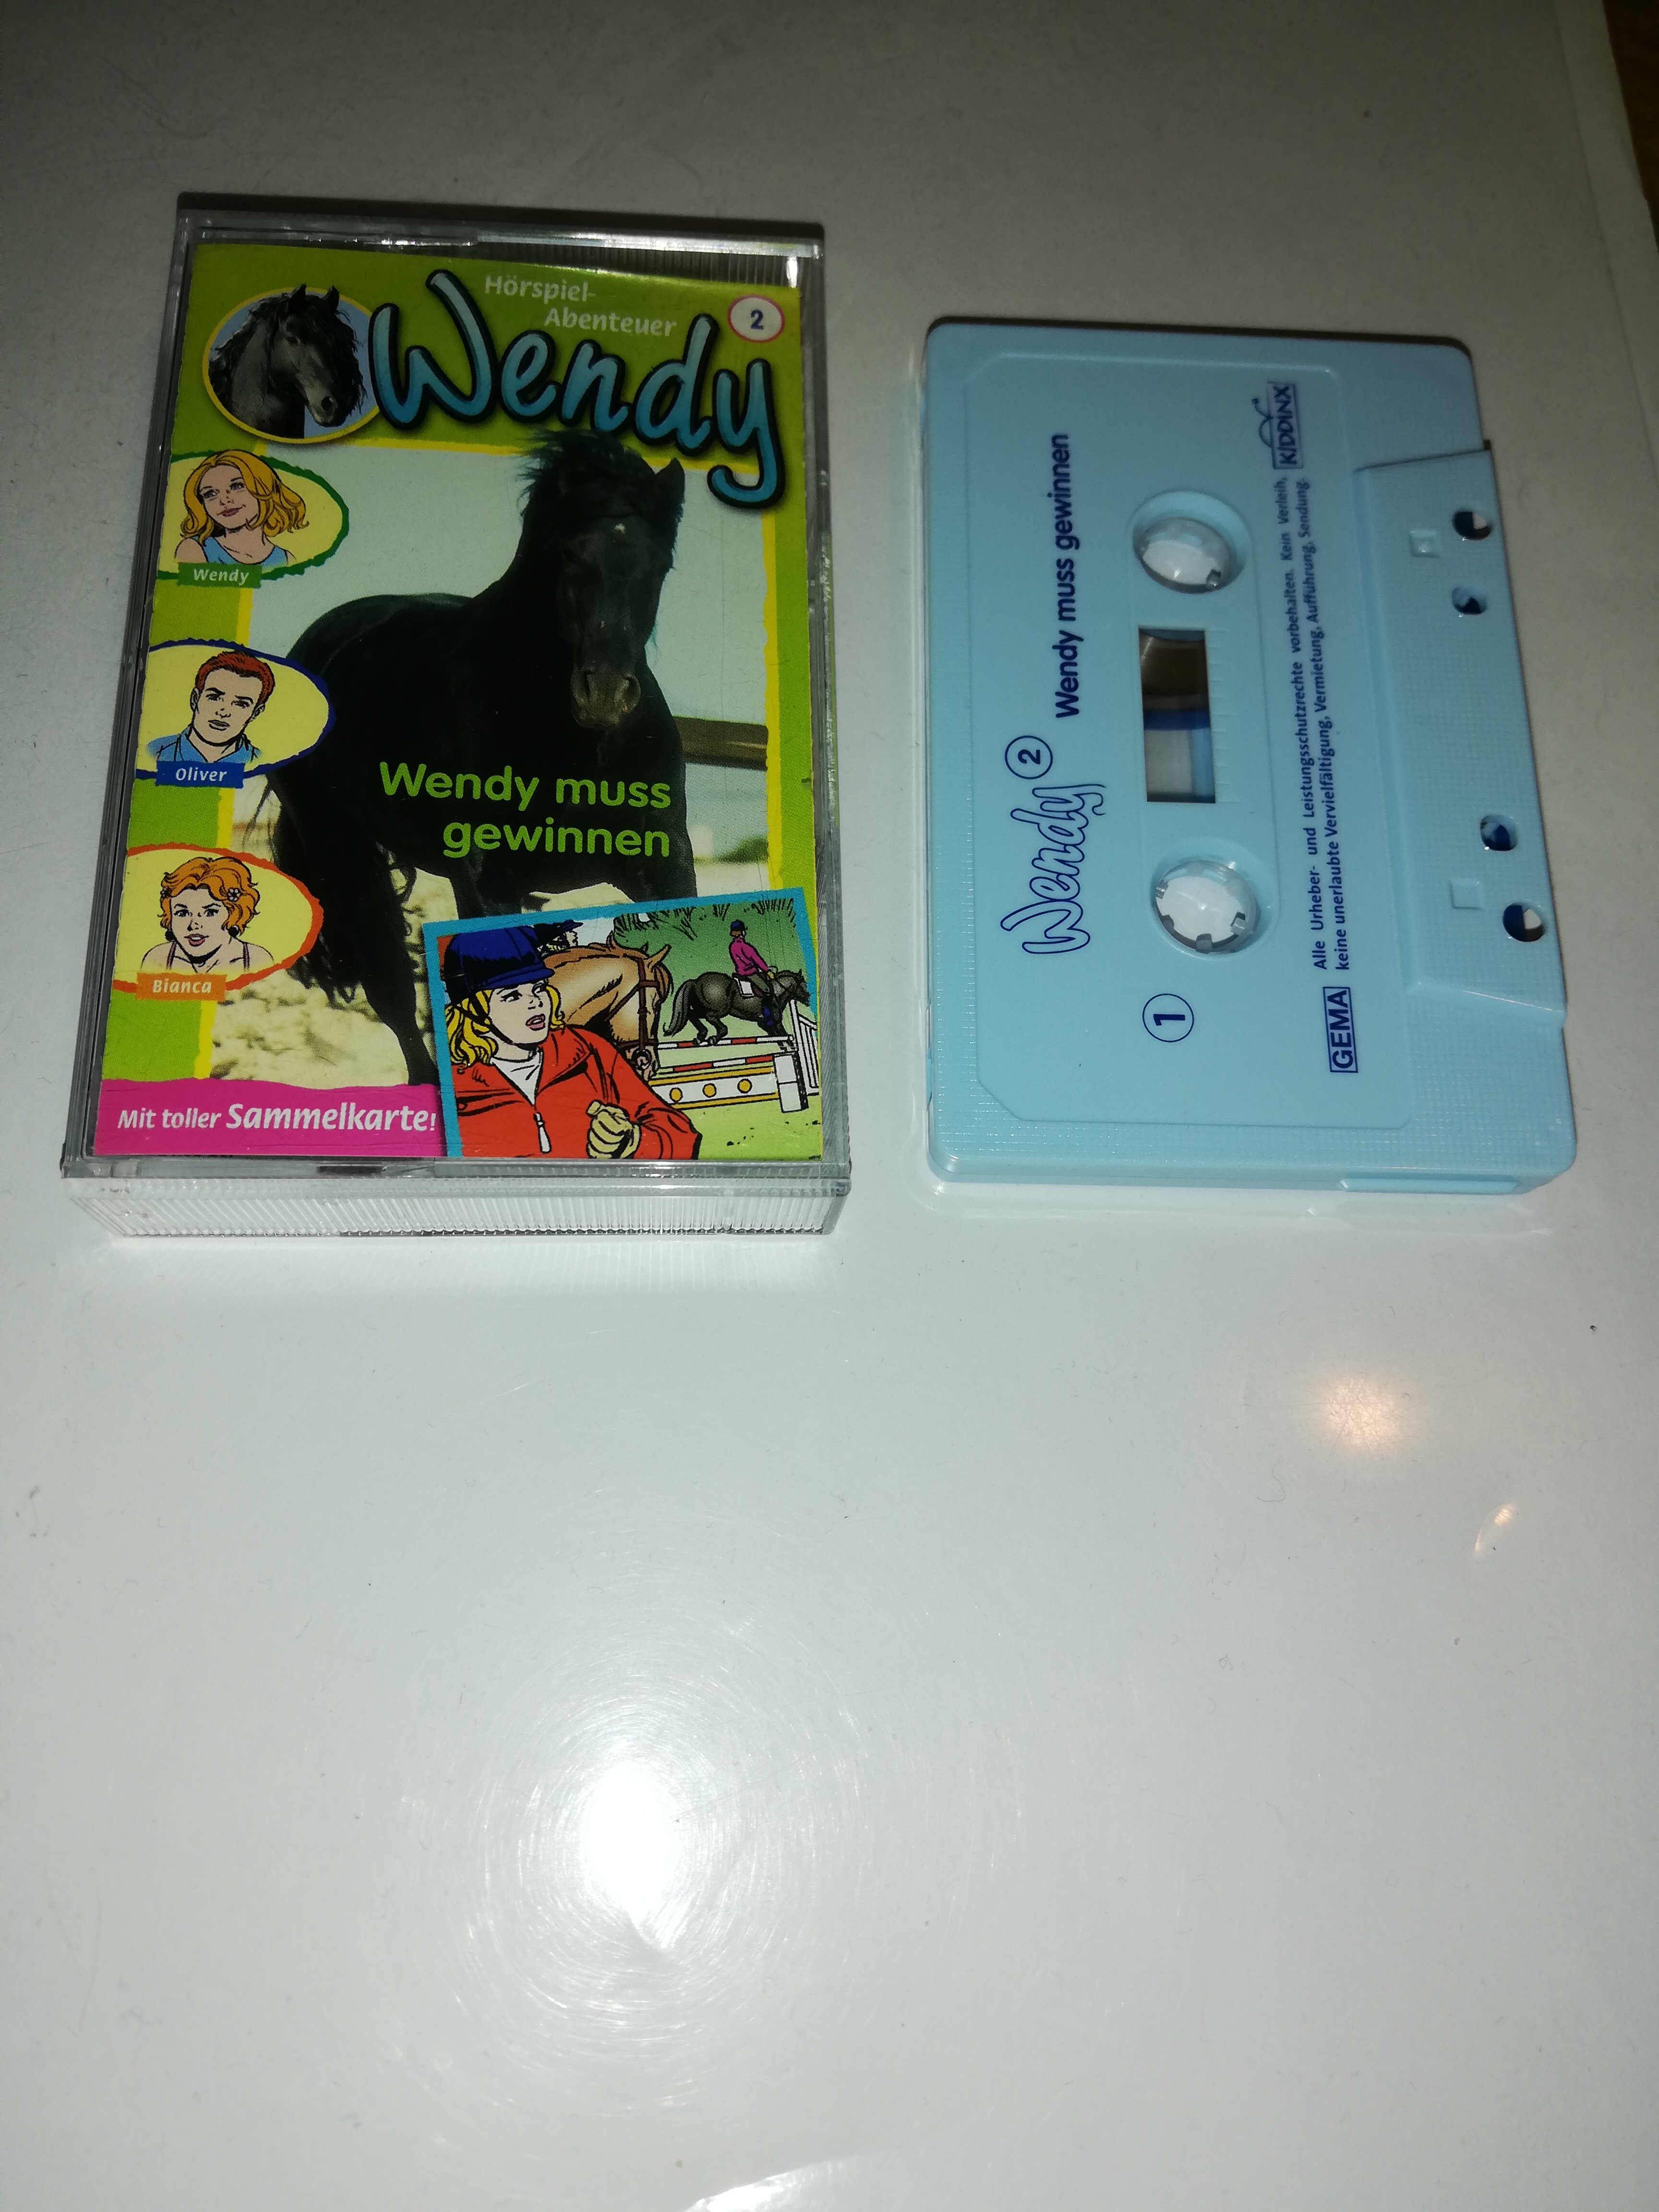 Hörspiel-
Abenteuer
2
Wendy
Wendy
Oliver
Bianca
Wendy muss
gewinnen
Mit toller Sammelkarte!
Wendy 2 Wendy muss gewinnen
1
Alle Urheber- und Leistungsschutzrechte vorbehalten. Kein Verleih,
keine unerlaubte Vervielfältigung, Vermietung, Aufführung, Sendung.
GEMA
KIDDINX